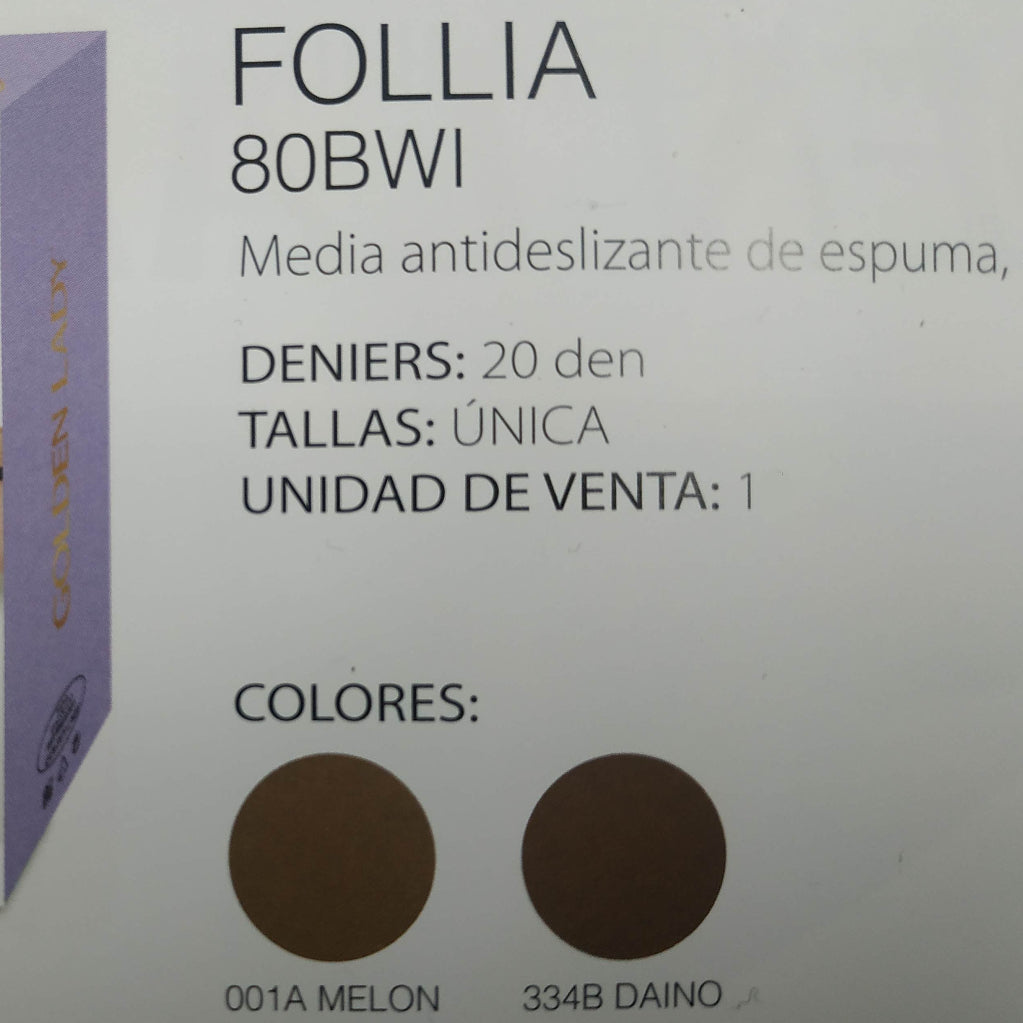 FOLLIA
80BWI
Media antideslizante de espuma,
DENIERS: 20 den
TALLAS: ÚNICA
UNIDAD DE VENTA: 1
COLORES:
001A MELON
334B DAINO
GOLDEN LADY